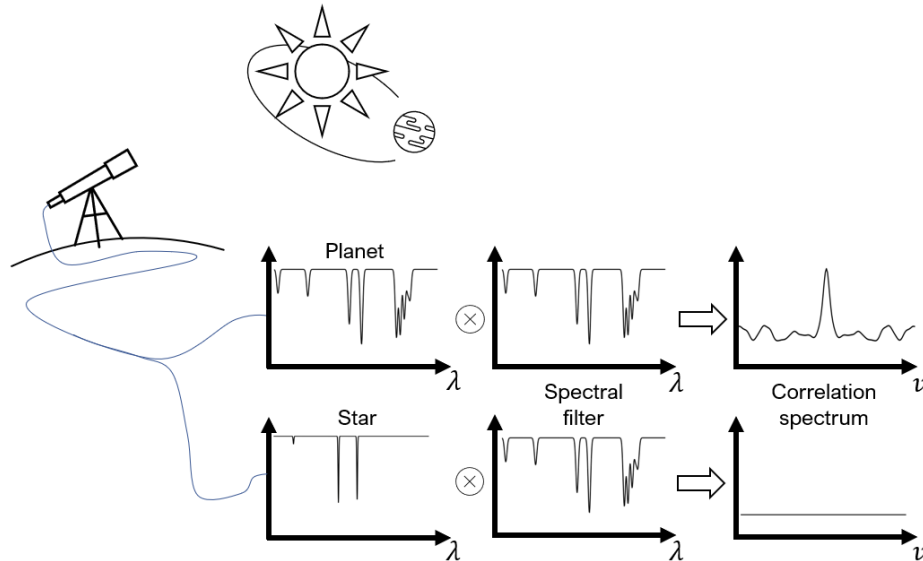 Planet
λ
λ
ν
Star
Spectral
filter
Correlation
spectrum
λ
λ
ν